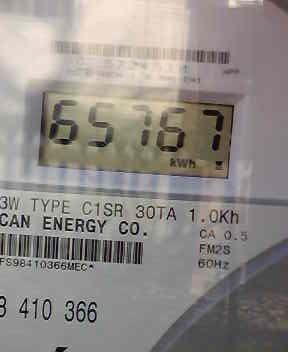 65767
kWh
3W TYPE C1SR 30TA 1.0Kh
CAN ENERGY CO.
CA 0.5
FM2S
FS98410366MEC*
60Hz
8 410 366